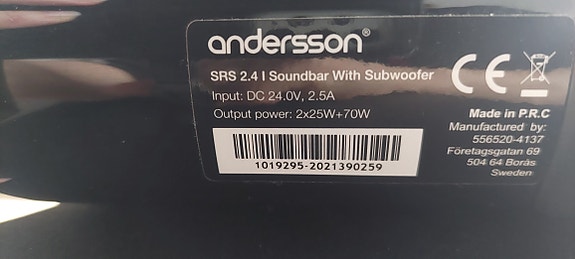 andersson®
SRS 2.4 | Soundbar With Subwoofer
Input: DC 24.0V, 2.5A
Output power: 2x25W+70W
1019295-2021390259
CE
Made in P.R.C
Manufactured by:
556520-4137
Företagsgatan 69
504 64 Borås
Sweden